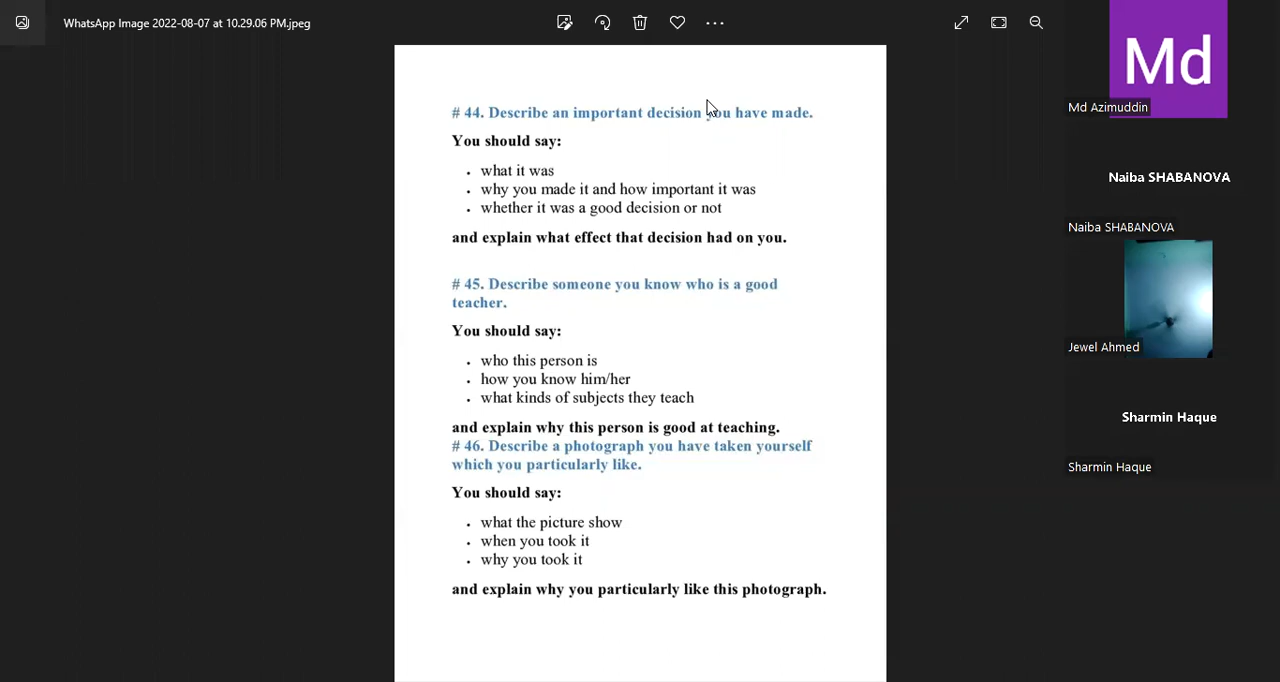 WhatsApp Image 2022-08-07 at 10.29.06 PM.jpeg
# 44. Describe an important decision you have made.
You should say:
• what it was
• why you made it and how important it was
• whether it was a good decision or not
and explain what effect that decision had on you.
# 45. Describe someone you know who is a good
teacher.
You should say:
• who this person is
• how you know him/her
• what kinds of subjects they teach
and explain why this person is good at teaching.
# 46. Describe a photograph you have taken yourself
which you particularly like.
You should say:
• what the picture show
• when you took it
• why you took it
and explain why you particularly like this photograph.
Md
Md Azimuddin
Naiba SHABANOVA
Naiba SHABANOVA
Jewel Ahmed
Sharmin Haque
Sharmin Haque